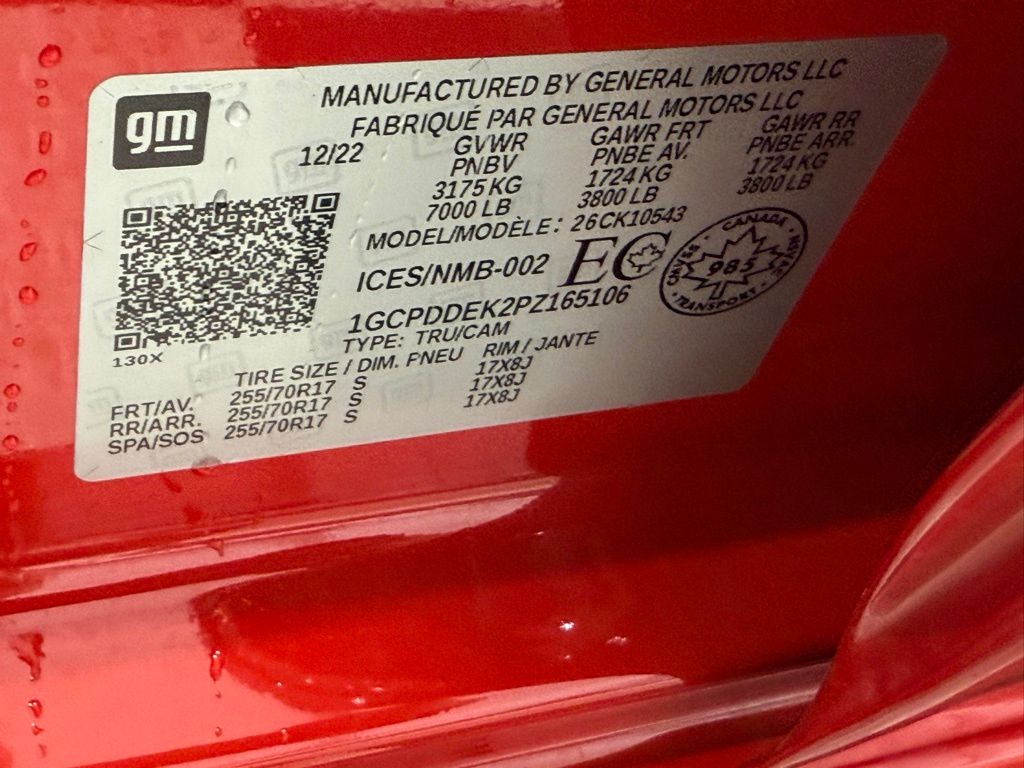 gm
MANUFACTURED BY GENERAL MOTORS LLC
FABRIQUÉ PAR GENERAL MOTORS LLC
12/22 GVWR GAWR FRT GAWR RR
PNBV PNBE AV. PNBE ARR.
3175 KG 1724 KG 1724 KG
7000 LB 3800 LB 3800 LB
MODEL/MODÈLE: 26CK10543
ICES/NMB-002 EC
CANADA
985
TRANSPORT
1GCPDDEK2PZ165106
TYPE: TRU/CAM
130X
TIRE SIZE / DIM. PNEU RIM / JANTE
FRT/AV. 255/70R17 S 17X8J
RR/ARR. 255/70R17 S 17X8J
SPA/SOS 255/70R17 S 17X8J